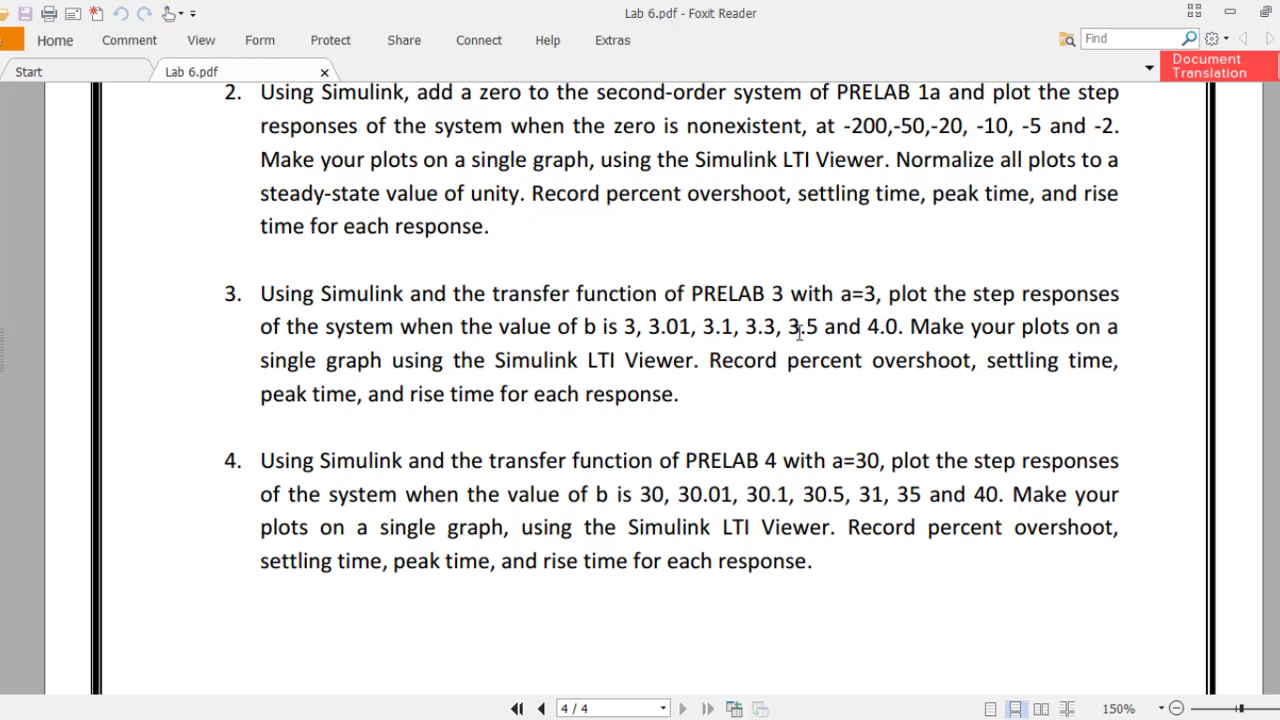 Lab 6.pdf - Foxit Reader
Home Comment View Form Protect Share Connect Help Extras Find
Start Lab 6.pdf Document
Translation
2. Using Simulink, add a zero to the second-order system of PRELAB 1a and plot the step
responses of the system when the zero is nonexistent, at -200,-50,-20, -10, -5 and -2.
Make your plots on a single graph, using the Simulink LTI Viewer. Normalize all plots to a
steady-state value of unity. Record percent overshoot, settling time, peak time, and rise
time for each response.
3. Using Simulink and the transfer function of PRELAB 3 with a=3, plot the step responses
of the system when the value of b is 3, 3.01, 3.1, 3.3, 3.5 and 4.0. Make your plots on a
single graph using the Simulink LTI Viewer. Record percent overshoot, settling time,
peak time, and rise time for each response.
4. Using Simulink and the transfer function of PRELAB 4 with a=30, plot the step responses
of the system when the value of b is 30, 30.01, 30.1, 30.5, 31, 35 and 40. Make your
plots on a single graph, using the Simulink LTI Viewer. Record percent overshoot,
settling time, peak time, and rise time for each response.
4 / 4 150%